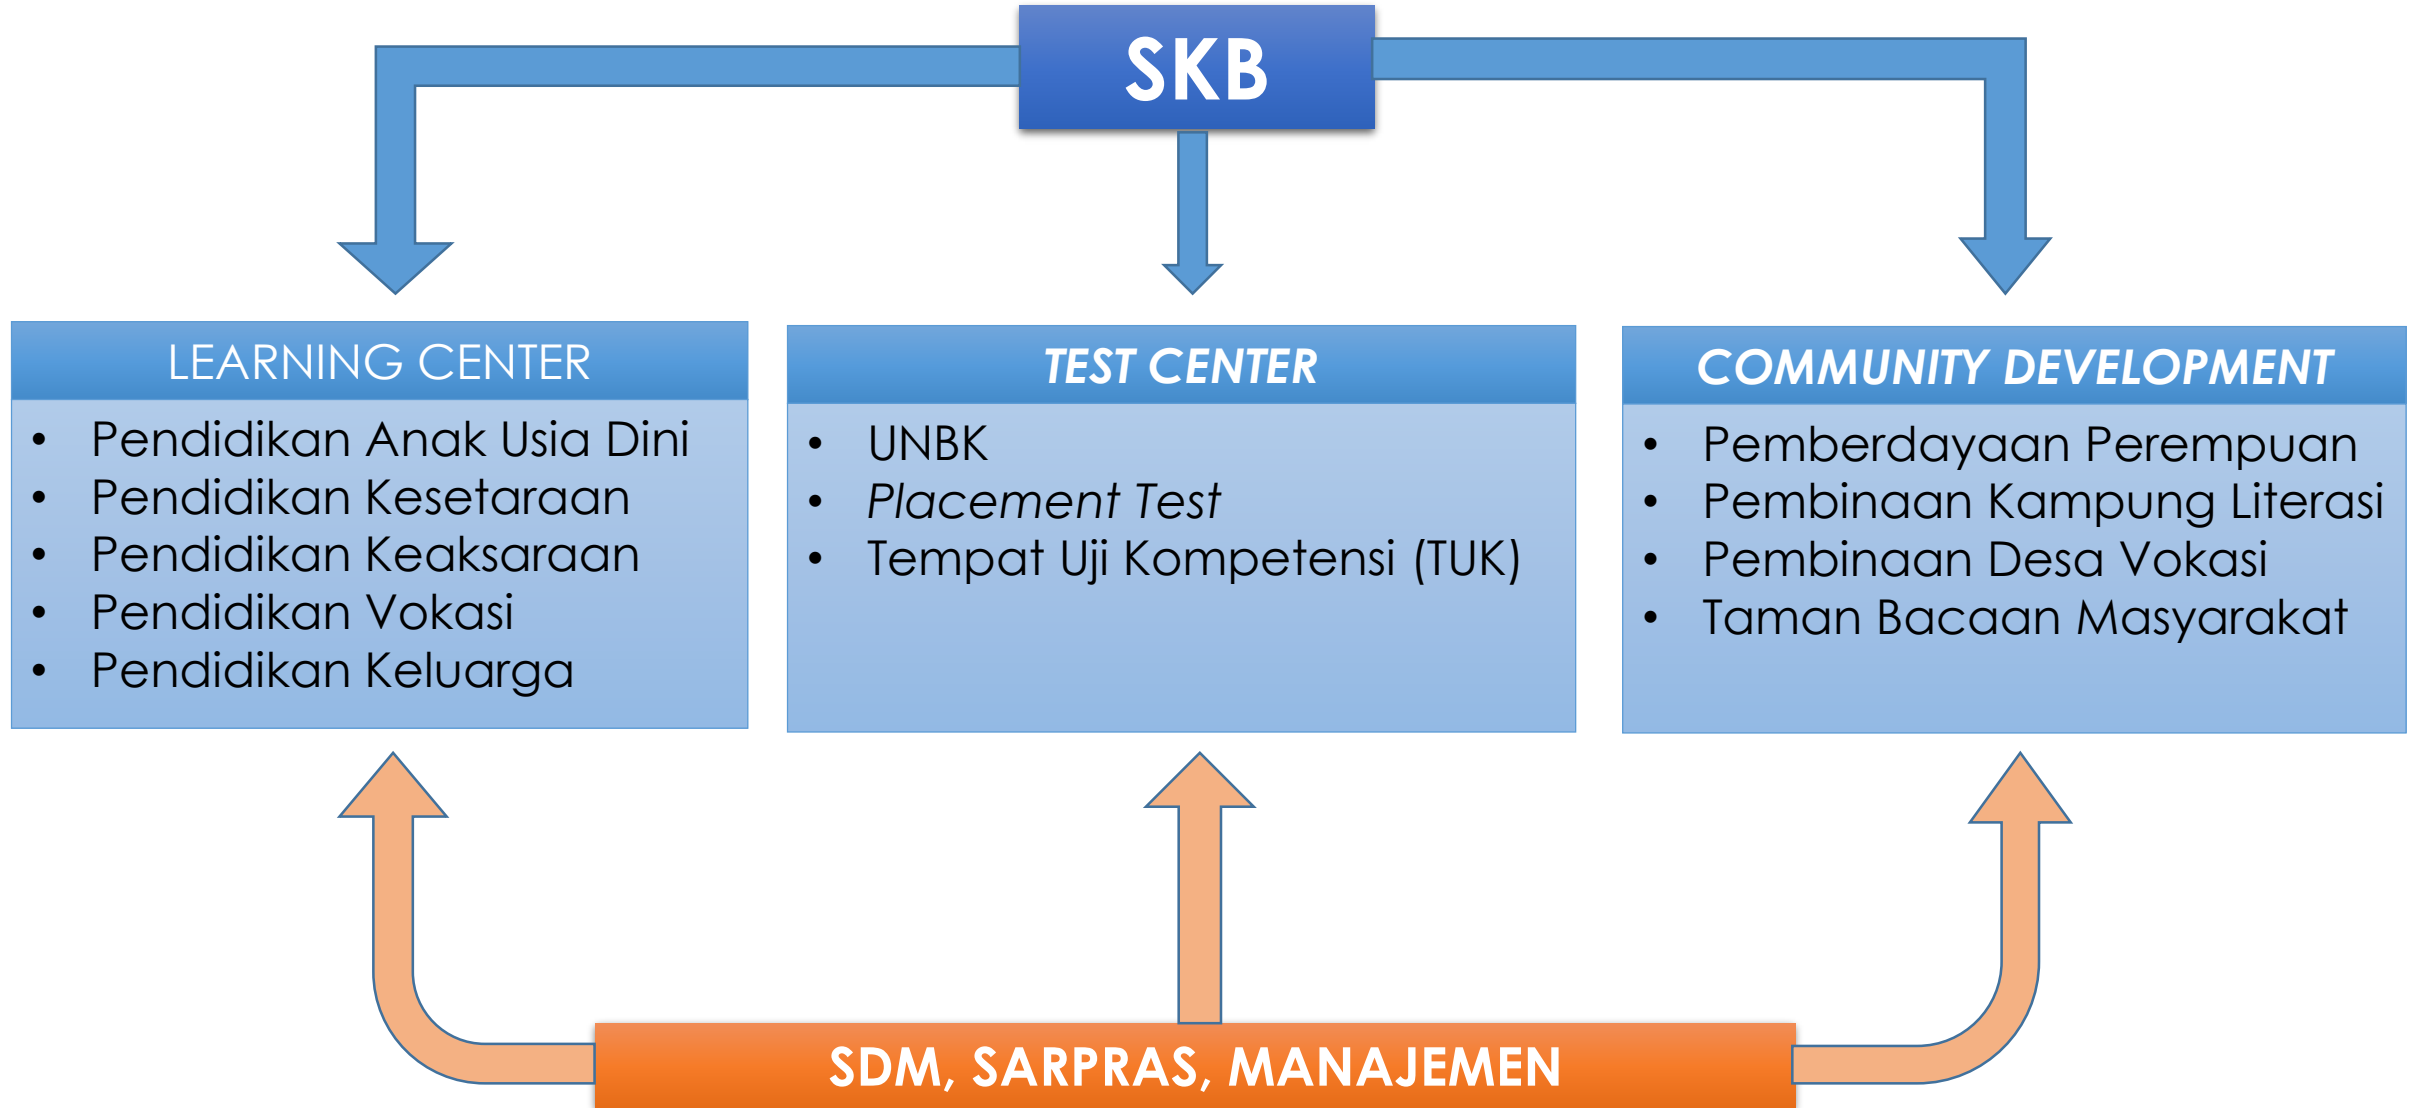 SKB
LEARNING CENTER
• Pendidikan Anak Usia Dini
• Pendidikan Kesetaraan
• Pendidikan Keaksaraan
• Pendidikan Vokasi
• Pendidikan Keluarga
TEST CENTER
• UNBK
• Placement Test
• Tempat Uji Kompetensi (TUK)
COMMUNITY DEVELOPMENT
• Pemberdayaan Perempuan
• Pembinaan Kampung Literasi
• Pembinaan Desa Vokasi
• Taman Bacaan Masyarakat
SDM, SARPRAS, MANAJEMEN